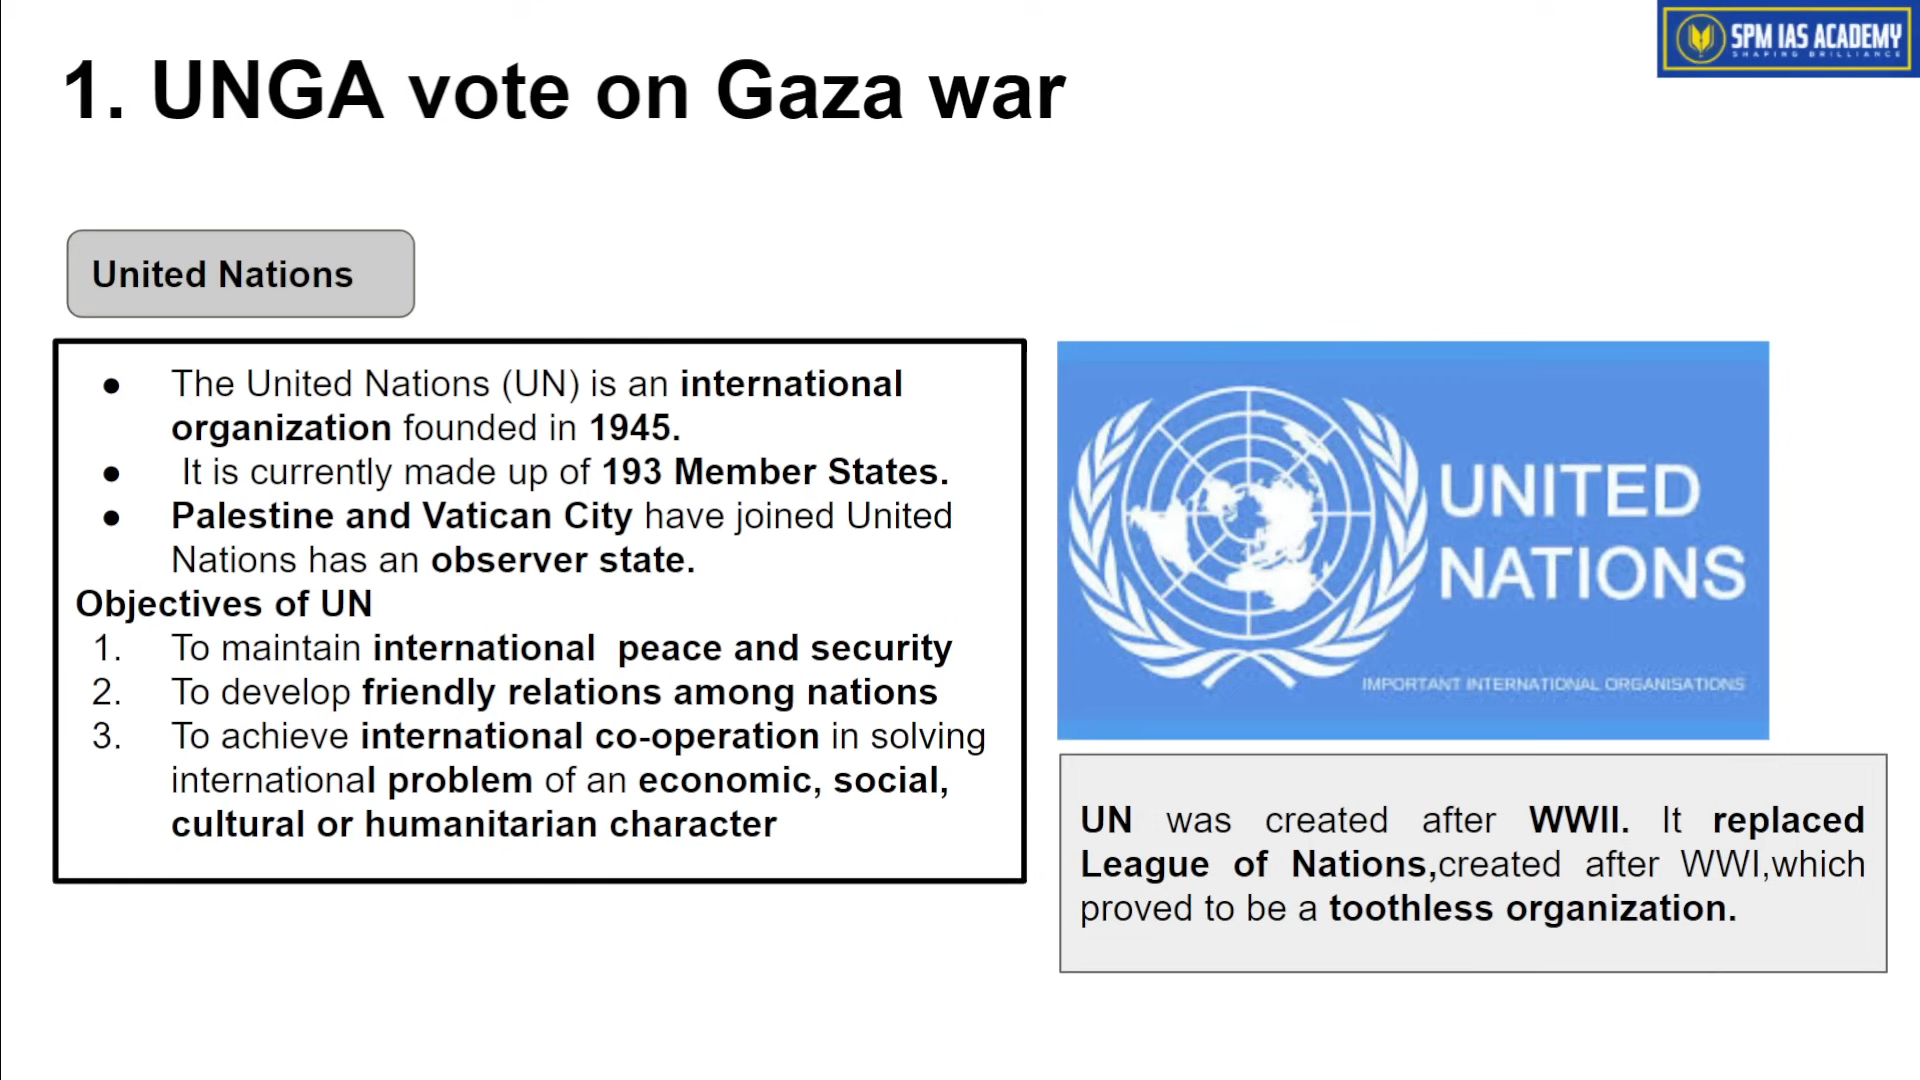 SPM IAS ACADEMY
SHAPING BRILLIANCE
1. UNGA vote on Gaza war
United Nations
● The United Nations (UN) is an international
organization founded in 1945.
● It is currently made up of 193 Member States.
● Palestine and Vatican City have joined United
Nations has an observer state.
Objectives of UN
1. To maintain international peace and security
2. To develop friendly relations among nations
3. To achieve international co-operation in solving
international problem of an economic, social,
cultural or humanitarian character
UNITED
NATIONS
IMPORTANT INTERNATIONAL ORGANISATIONS
UN was created after WWII. It replaced
League of Nations,created after WWI,which
proved to be a toothless organization.